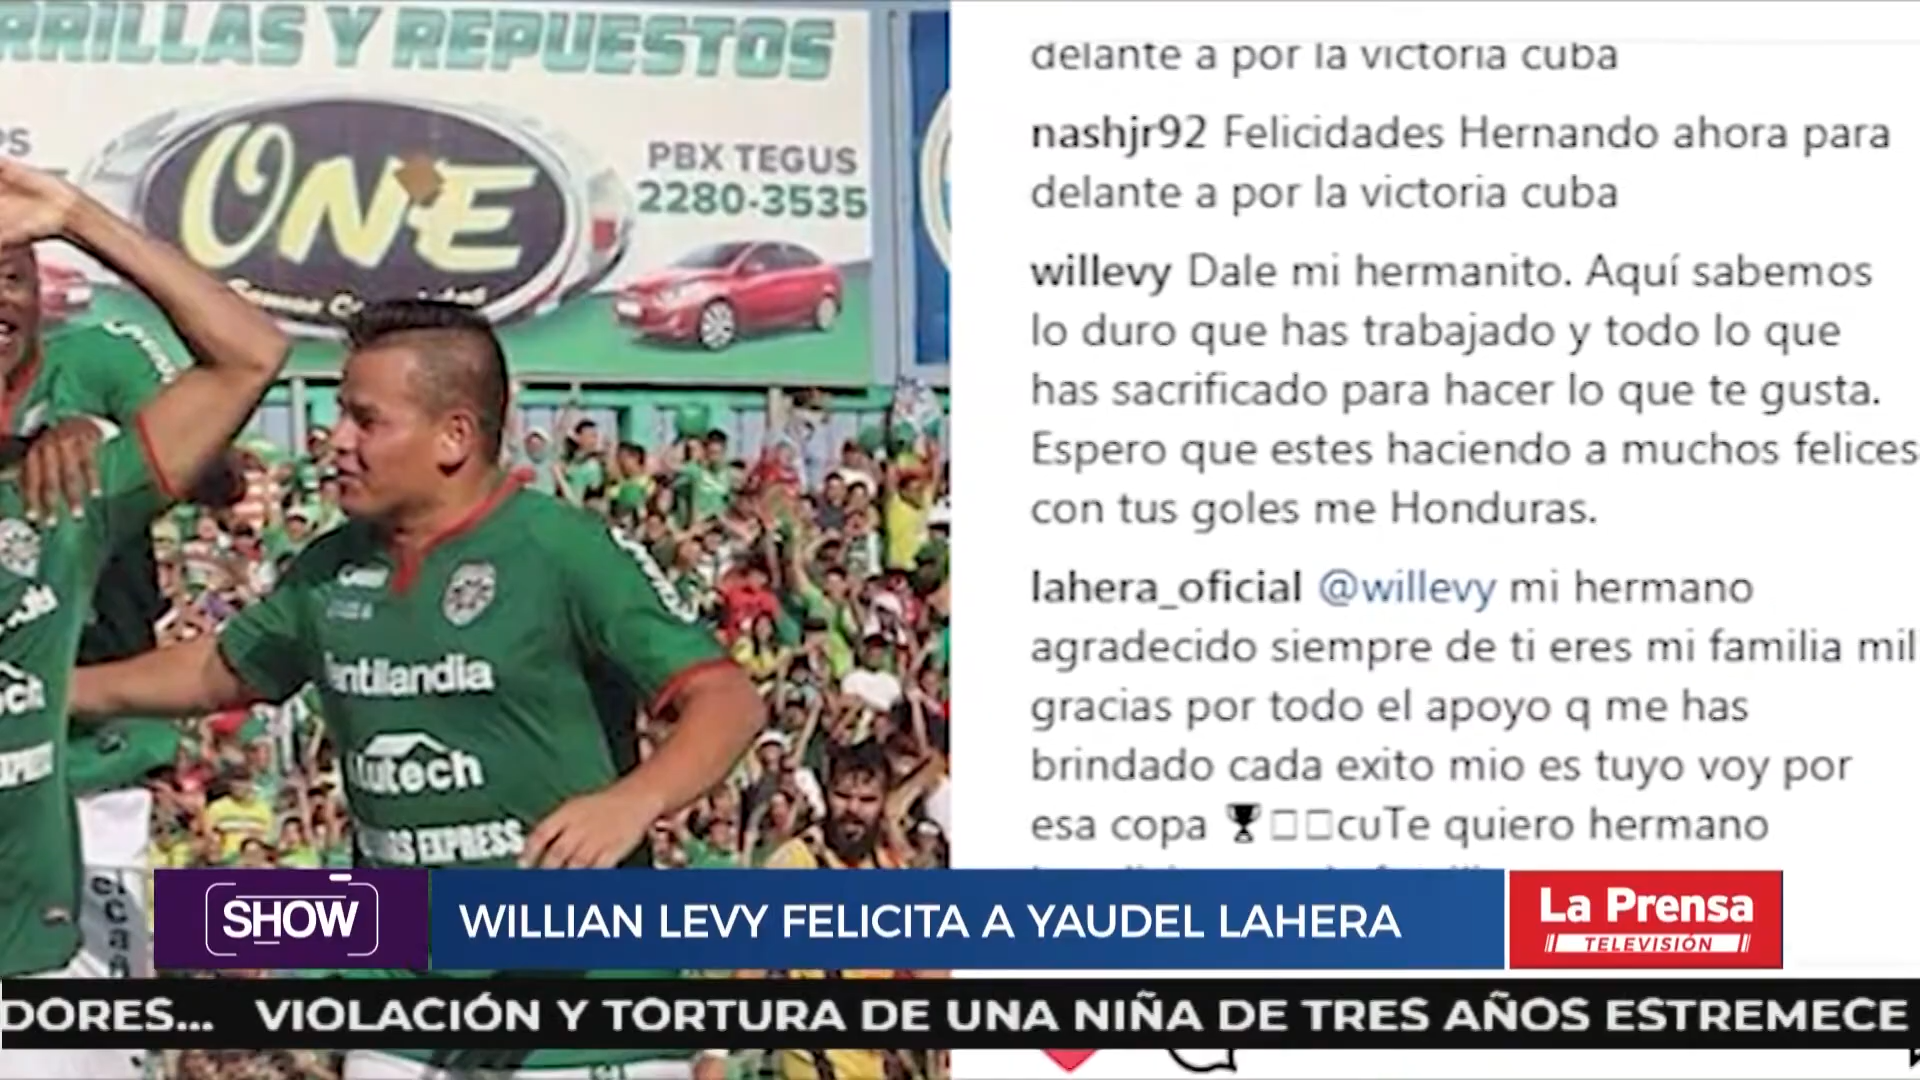 RRILLAS Y REPUESTOS
PS
ONE
PBX TEGUS
2280-3535
entilandia
Mutech
EXPRESS
delante a por la victoria cuba
nashjr92 Felicidades Hernando ahora para
delante a por la victoria cuba
willevy Dale mi hermanito. Aquí sabemos
lo duro que has trabajado y todo lo que
has sacrificado para hacer lo que te gusta.
Espero que estes haciendo a muchos felices
con tus goles me Honduras.
lahera_oficial @willevy mi hermano
agradecido siempre de ti eres mi familia mil
gracias por todo el apoyo q me has
brindado cada exito mio es tuyo voy por
esa copa 🏆□□cuTe quiero hermano
SHOW
WILLIAN LEVY FELICITA A YAUDEL LAHERA
La Prensa
TELEVISIÓN
DORES... VIOLACIÓN Y TORTURA DE UNA NIÑA DE TRES AÑOS ESTREMECE